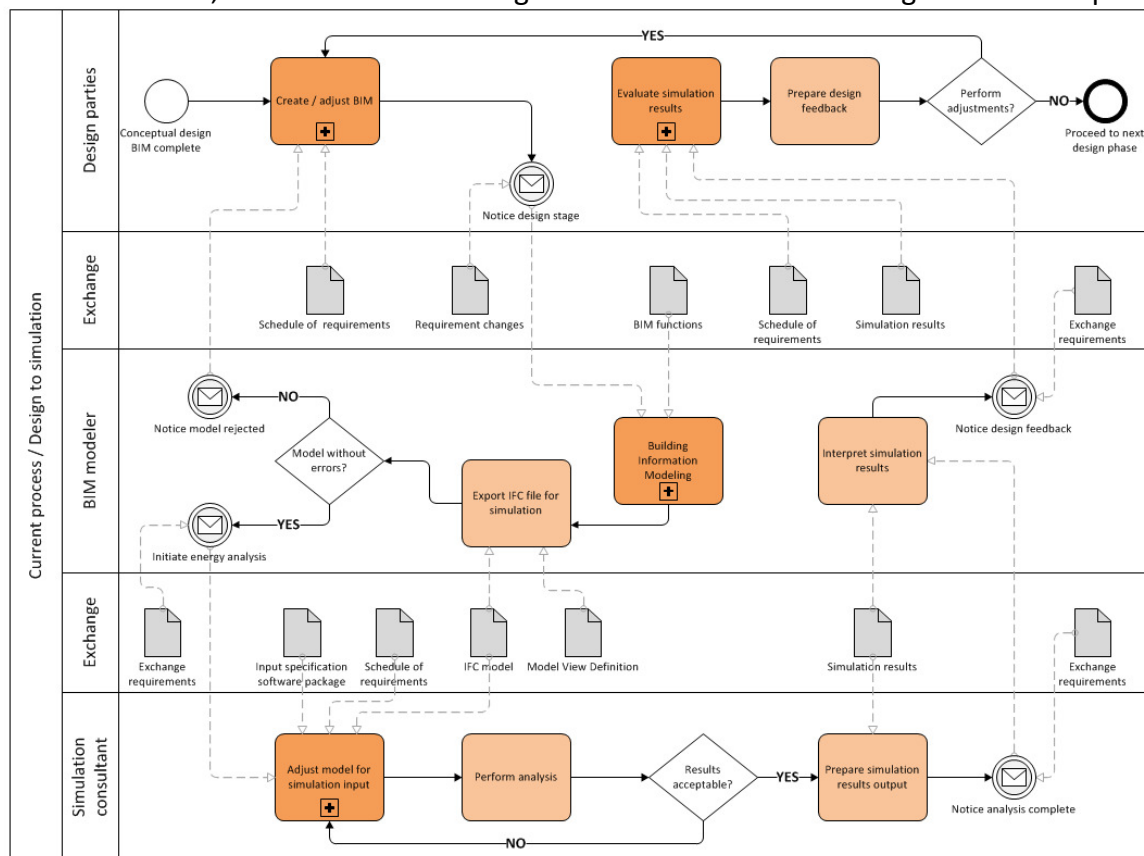 Current process / Design to simulation
Design parties
YES
Create / adjust BIM
Evaluate simulation
results
Prepare design
feedback
Perform
adjustments?
NO
Conceptual design
BIM complete
Proceed to next
design phase
Notice design stage
Exchange
Schedule of requirements
Requirement changes
BIM functions
Schedule of
requirements
Simulation results
Exchange
requirements
BIM modeler
Notice model rejected
NO
Model without
errors?
YES
Initiate energy analysis
Export IFC file for
simulation
Building
Information
Modeling
Interpret simulation
results
Notice design feedback
Exchange
Exchange
requirements
Input specification
software package
Schedule of
requirements
IFC model
Model View Definition
Simulation results
Exchange
requirements
Simulation
consultant
Adjust model for
simulation input
Perform analysis
Results
acceptable?
YES
Prepare simulation
results output
Notice analysis complete
NO